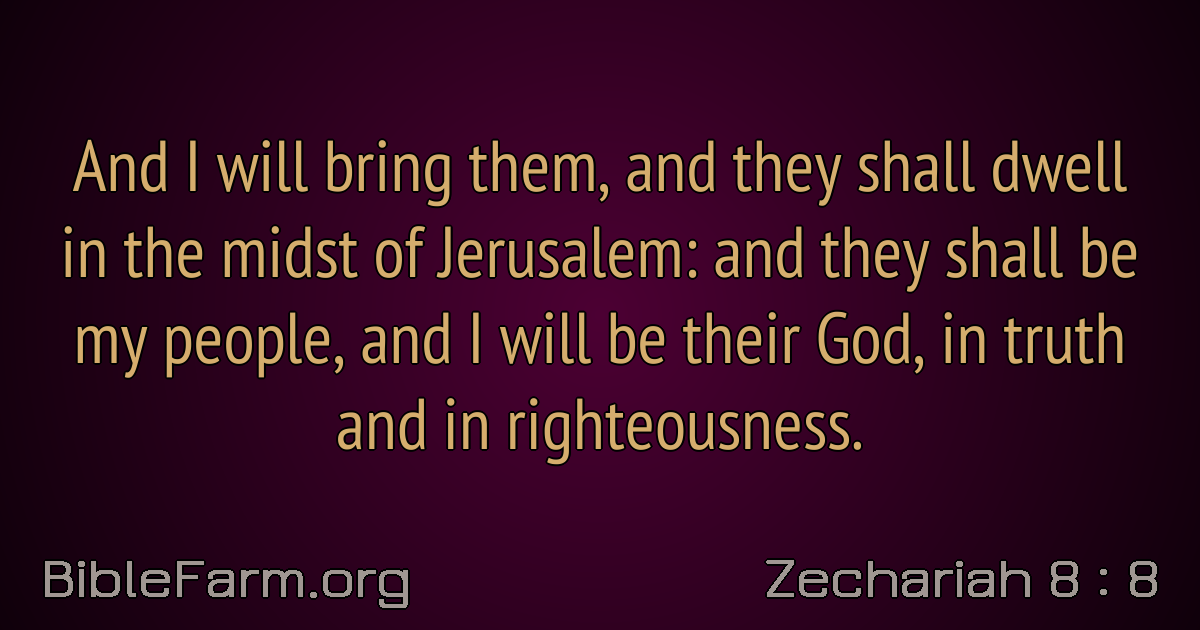 And I will bring them, and they shall dwell
in the midst of Jerusalem: and they shall be
my people, and I will be their God, in truth
and in righteousness.
BibleFarm.org
Zechariah 8 : 8